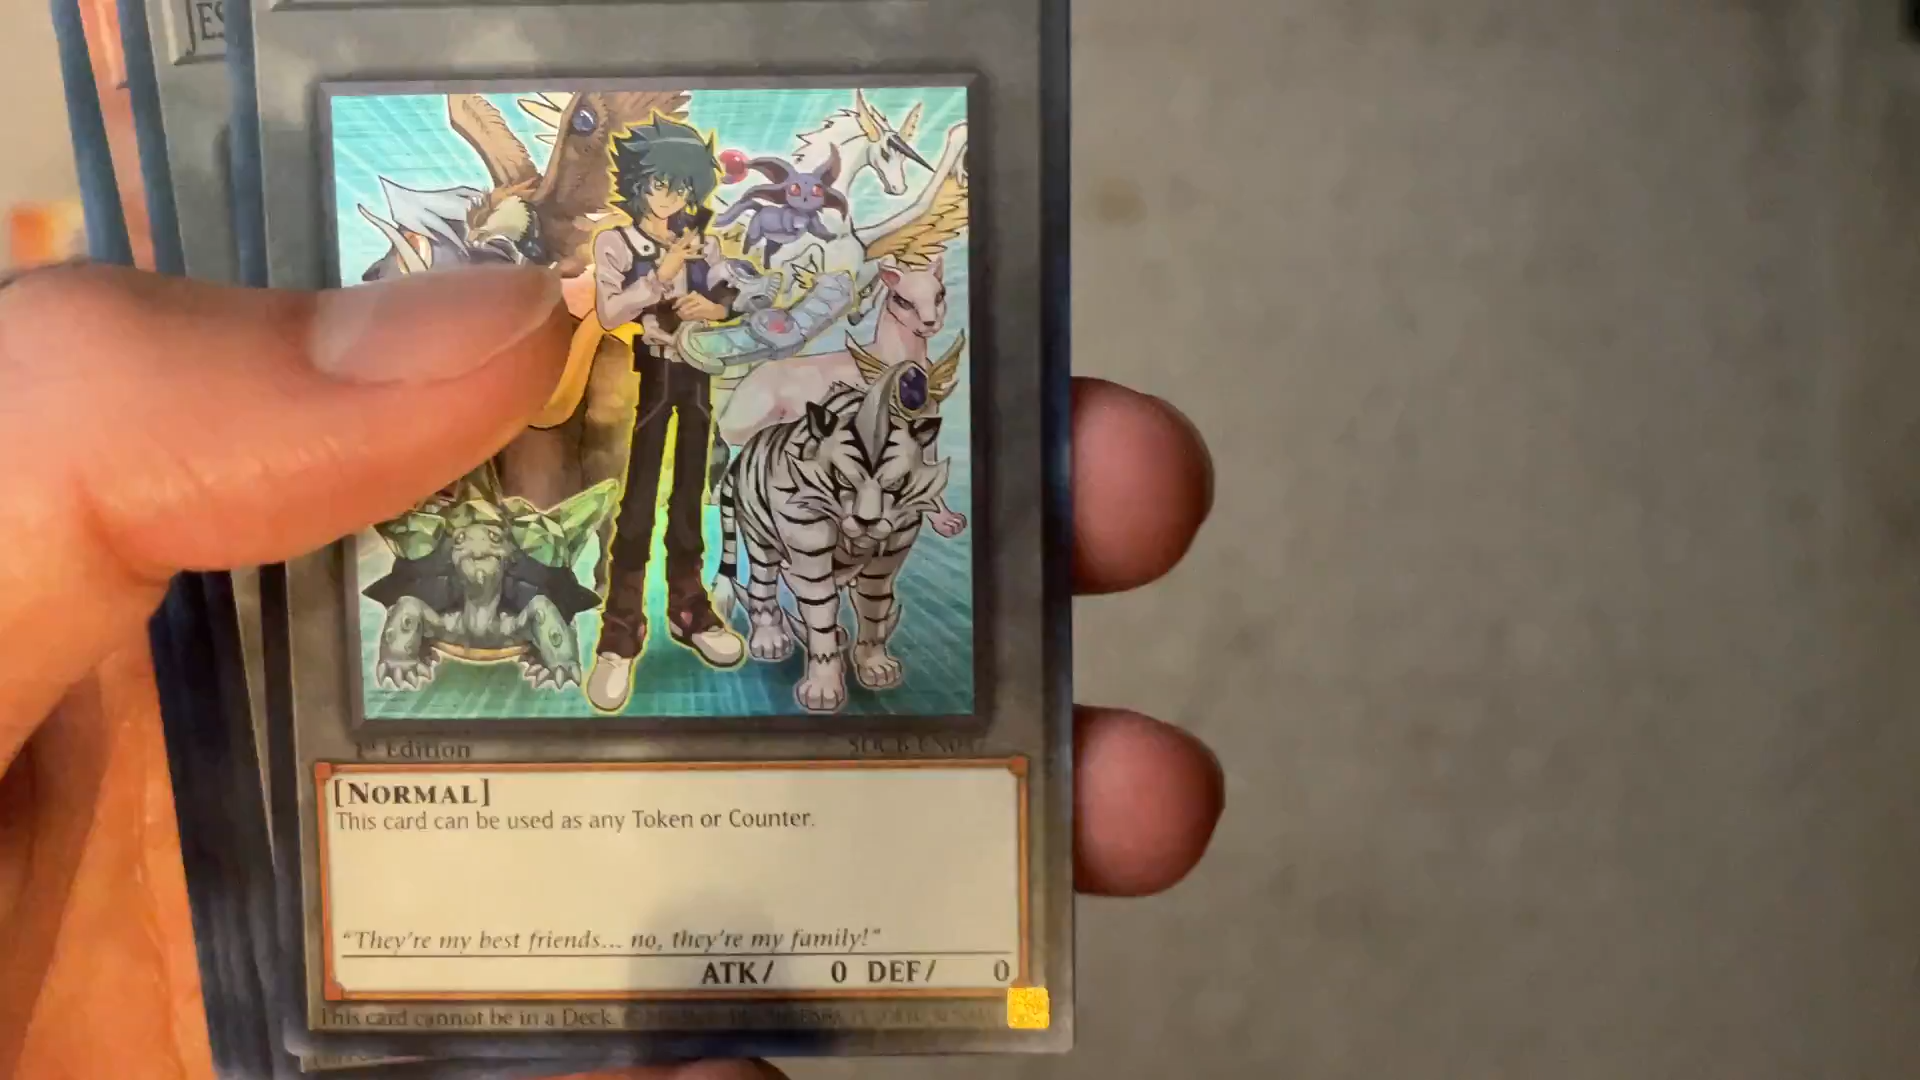 ES
1st Edition
[NORMAL]
This card can be used as any Token or Counter.
"They're my best friends... no, they're my family!"
ATK/ 0 DEF/ 0
This card cannot be in a Deck.